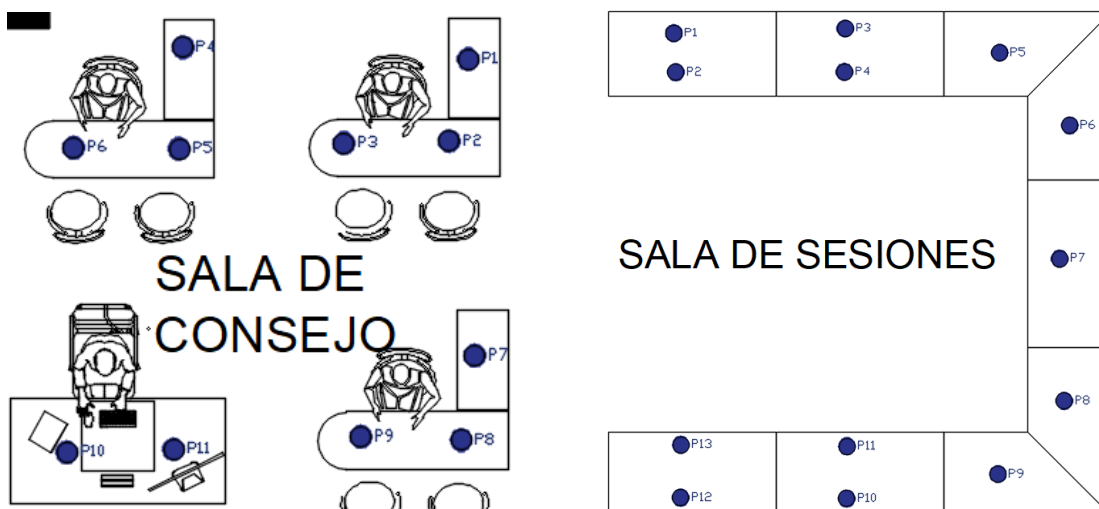 P4
P1
P6
P5
P3
P2
SALA DE
CONSEJO
P7
P9
P8
P10
P11
P1
P3
P2
P4
P5
P6
SALA DE SESIONES
P7
P8
P13
P11
P9
P12
P10